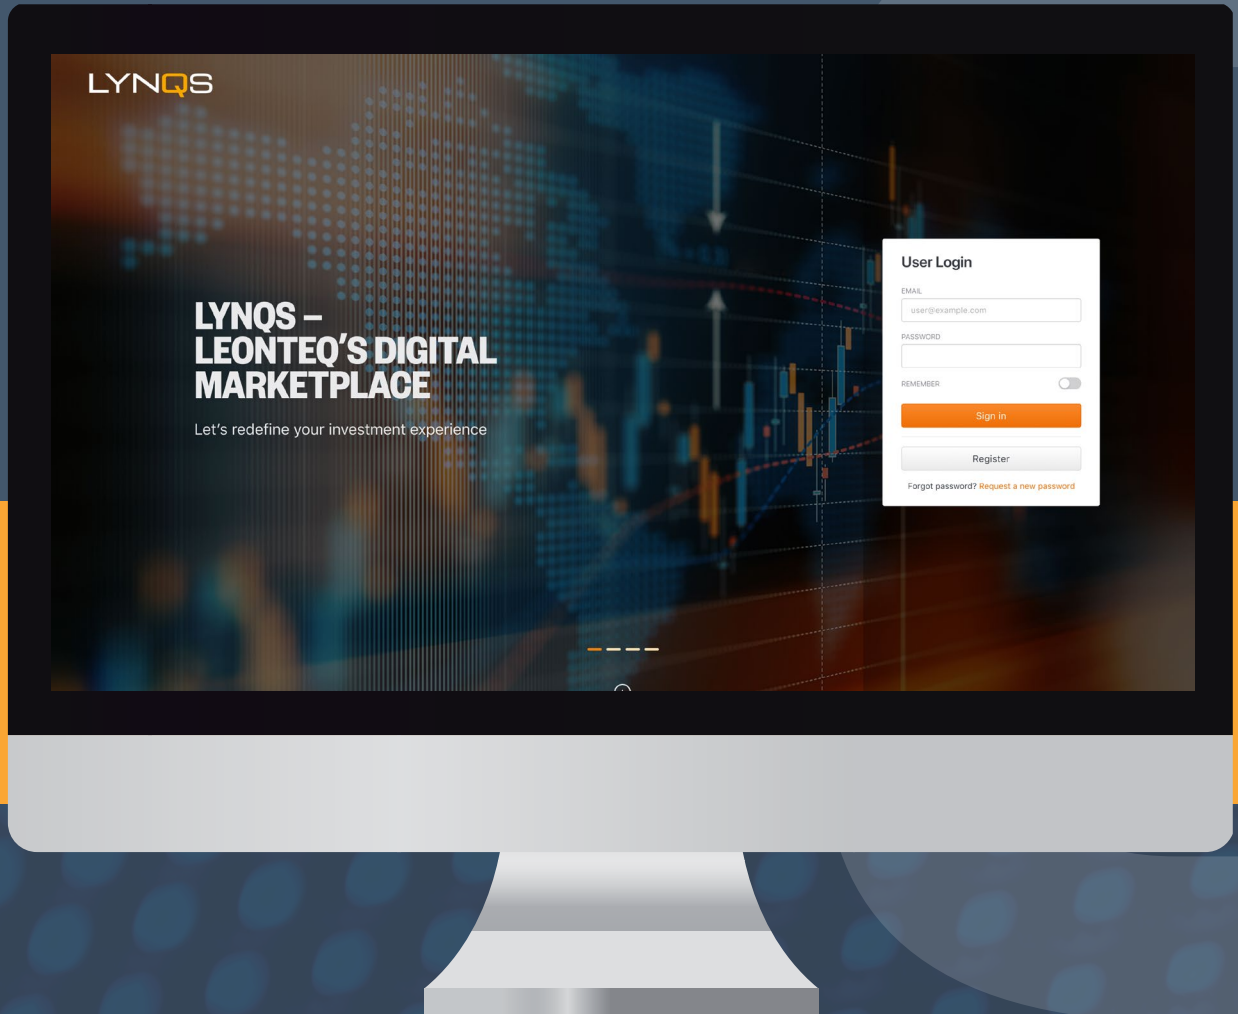 LYNQS
LYNQS –
LEONTEQ’S DIGITAL
MARKETPLACE
Let’s redefine your investment experience
User Login
EMAIL
user@example.com
PASSWORD
REMEMBER
Sign in
Register
Forgot password? Request a new password